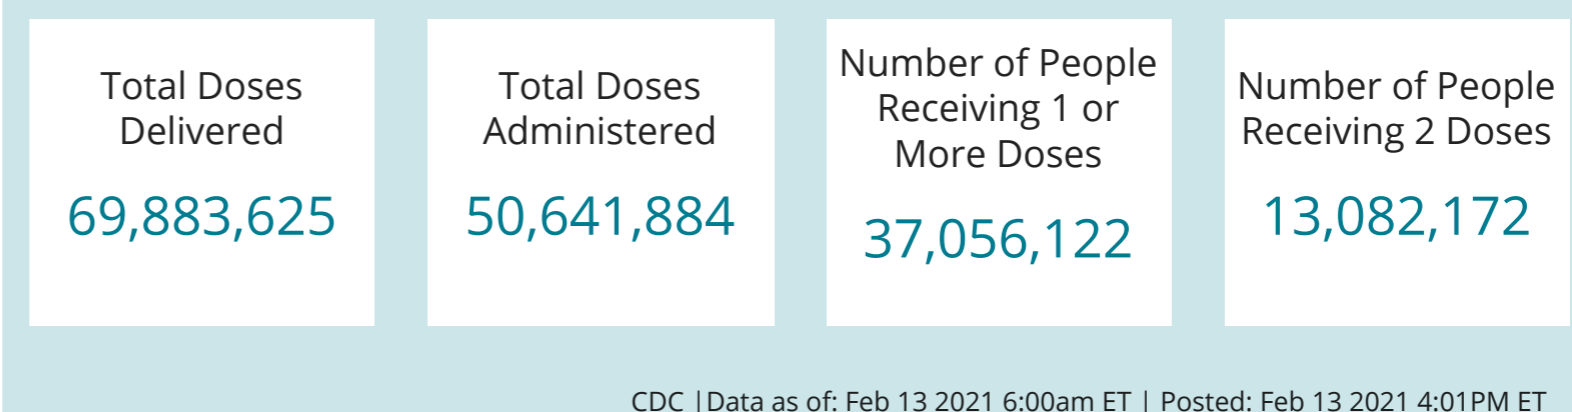 Total Doses
Delivered
69,883,625
Total Doses
Administered
50,641,884
Number of People
Receiving 1 or
More Doses
37,056,122
Number of People
Receiving 2 Doses
13,082,172
CDC |Data as of: Feb 13 2021 6:00am ET | Posted: Feb 13 2021 4:01PM ET